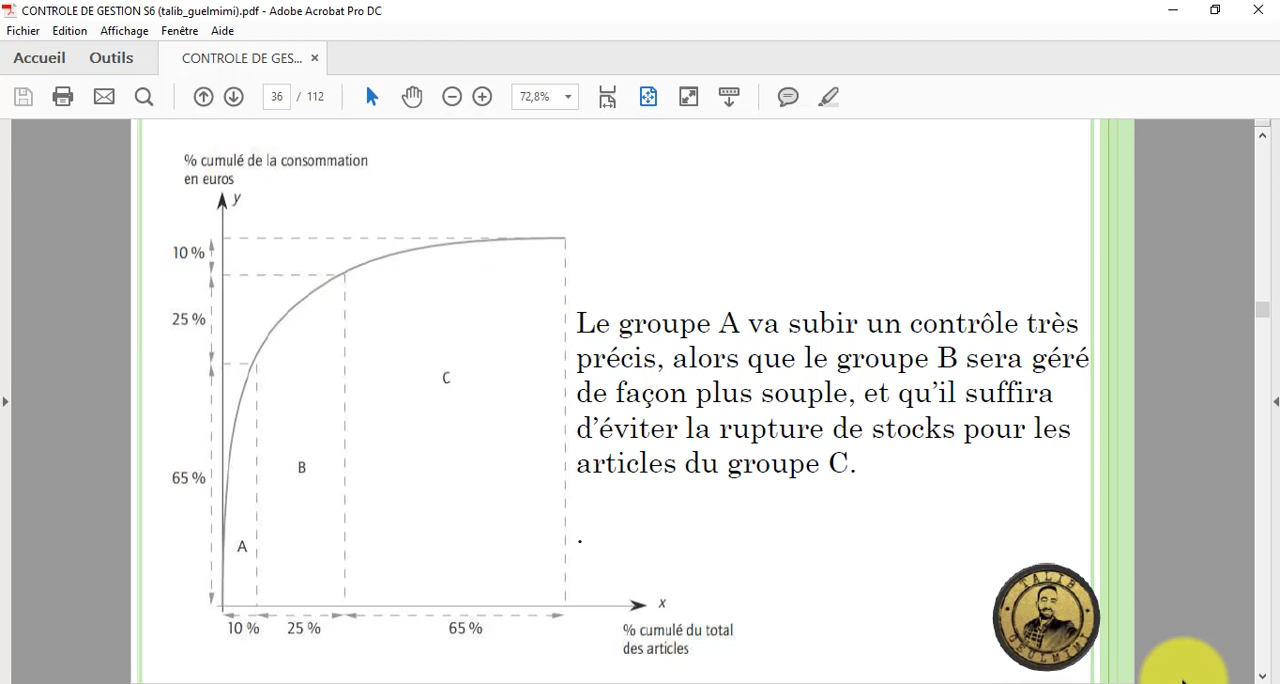 CONTROLE DE GESTION S6 (talib_guelmimi).pdf - Adobe Acrobat Pro DC
Fichier Edition Affichage Fenêtre Aide
Accueil Outils CONTROLE DE GES... ×
36 / 112 72,8%
% cumulé de la consommation
en euros
y
10 %
25 %
65 %
A
B
C
10 % 25 % 65 %
x
% cumulé du total
des articles
Le groupe A va subir un contrôle très
précis, alors que le groupe B sera géré
de façon plus souple, et qu’il suffira
d’éviter la rupture de stocks pour les
articles du groupe C.
.
TALIB
GUELMIMI